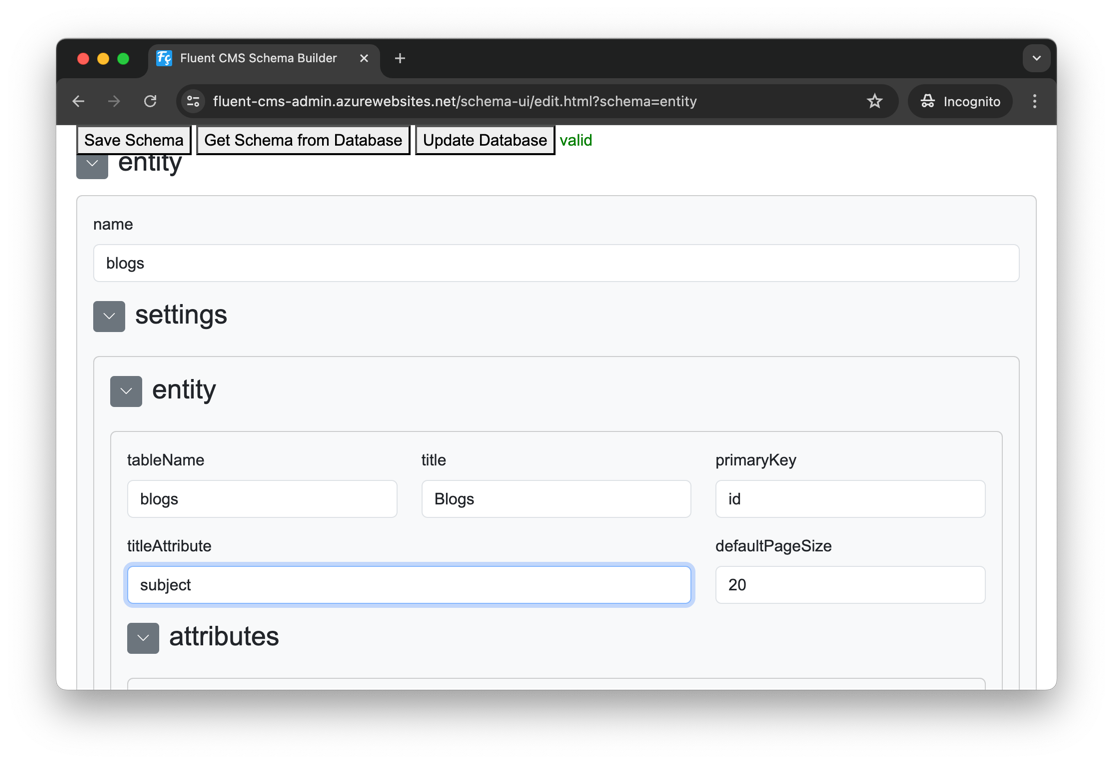 Fluent CMS Schema Builder
fluent-cms-admin.azurewebsites.net/schema-ui/edit.html?schema=entity
Incognito
Save Schema Get Schema from Database Update Database valid
entity
name
blogs
settings
entity
tableName title primaryKey
blogs Blogs id
titleAttribute defaultPageSize
subject 20
attributes